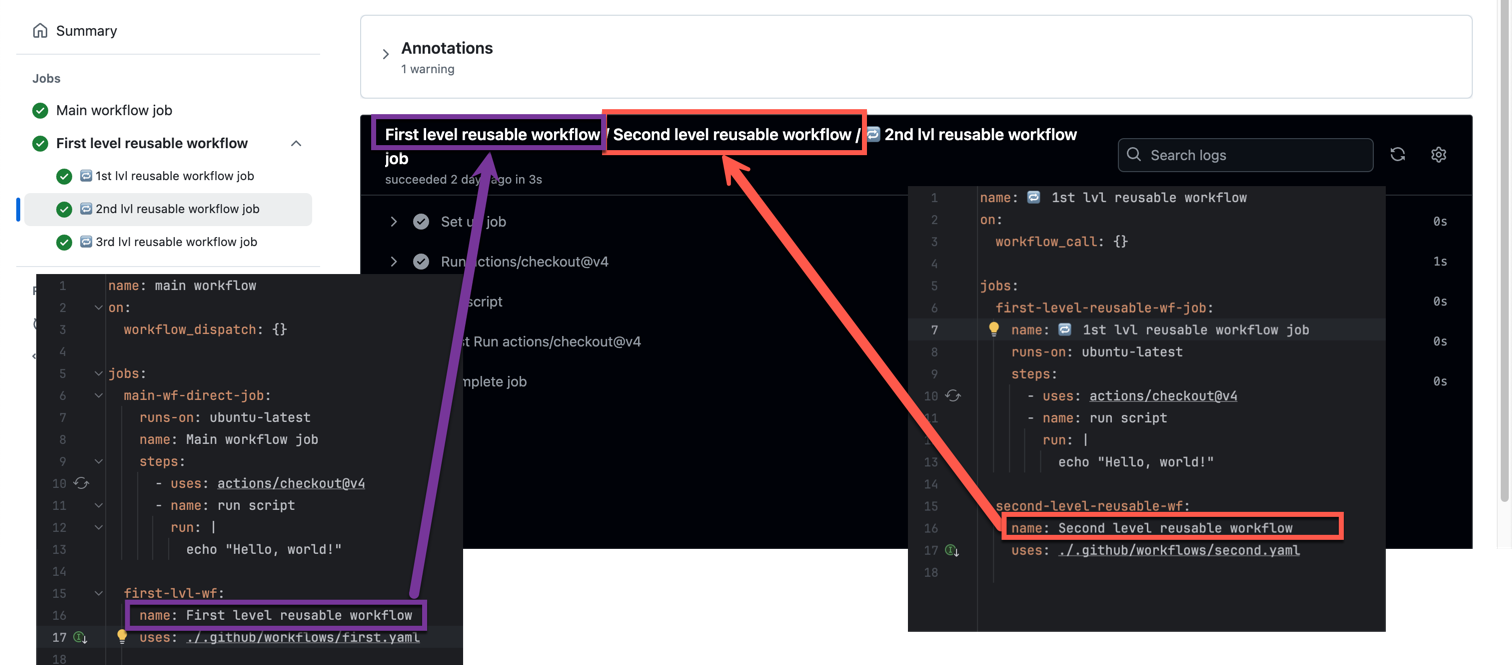 Summary
Jobs
Main workflow job
First level reusable workflow
1st lvl reusable workflow job
2nd lvl reusable workflow job
3rd lvl reusable workflow job
Annotations
1 warning
First level reusable workflow / Second level reusable workflow / 2nd lvl reusable workflow
job
succeeded 2 days ago in 3s
Search logs
Set up job
0s
Run actions/checkout@v4
1s
script
0s
Run actions/checkout@v4
0s
job
0s
1 name: main workflow
2 on:
3 workflow_dispatch: {}
4
5 jobs:
6 main-wf-direct-job:
7 runs-on: ubuntu-latest
8 name: Main workflow job
9 steps:
10 - uses: actions/checkout@v4
11 - name: run script
12 run: |
13 echo "Hello, world!"
14
15 first-lvl-wf:
16 name: First level reusable workflow
17 uses: ./.github/workflows/first.yaml
18
1 name: 🔁 1st lvl reusable workflow
2 on:
3 workflow_call: {}
4
5 jobs:
6 first-level-reusable-wf-job:
7 name: 🔁 1st lvl reusable workflow job
8 runs-on: ubuntu-latest
9 steps:
10 - uses: actions/checkout@v4
11 - name: run script
12 run: |
13 echo "Hello, world!"
14
15 second-level-reusable-wf:
16 name: Second level reusable workflow
17 uses: ./.github/workflows/second.yaml
18